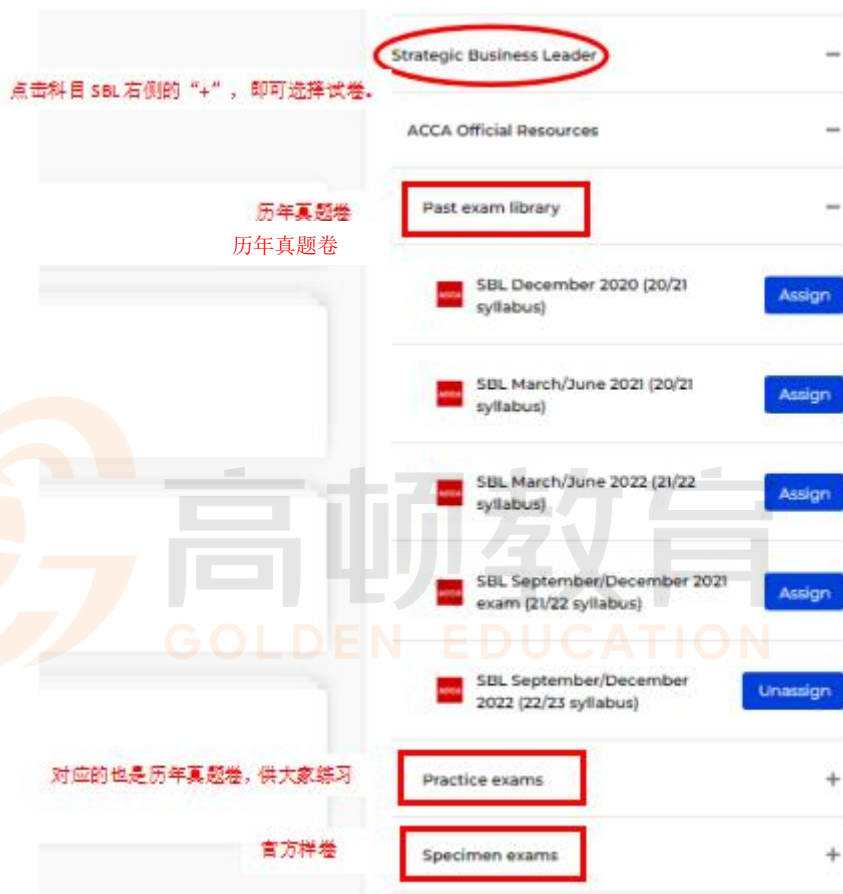 Strategic Business Leader
点击科目 SBL 右侧的“+”，即可选择试卷。
ACCA Official Resources
历年真题卷
Past exam library
历年真题卷
SBL December 2020 (20/21
syllabus)
Assign
SBL March/June 2021 (20/21
syllabus)
Assign
SBL March/June 2022 (21/22
syllabus)
Assign
高顿教育
SBL September/December 2021
exam (21/22 syllabus)
Assign
GOLDEN EDUCATION
SBL September/December
2022 (22/23 syllabus)
Unassign
对应的也是历年真题卷，供大家练习
Practice exams
官方样卷
Specimen exams